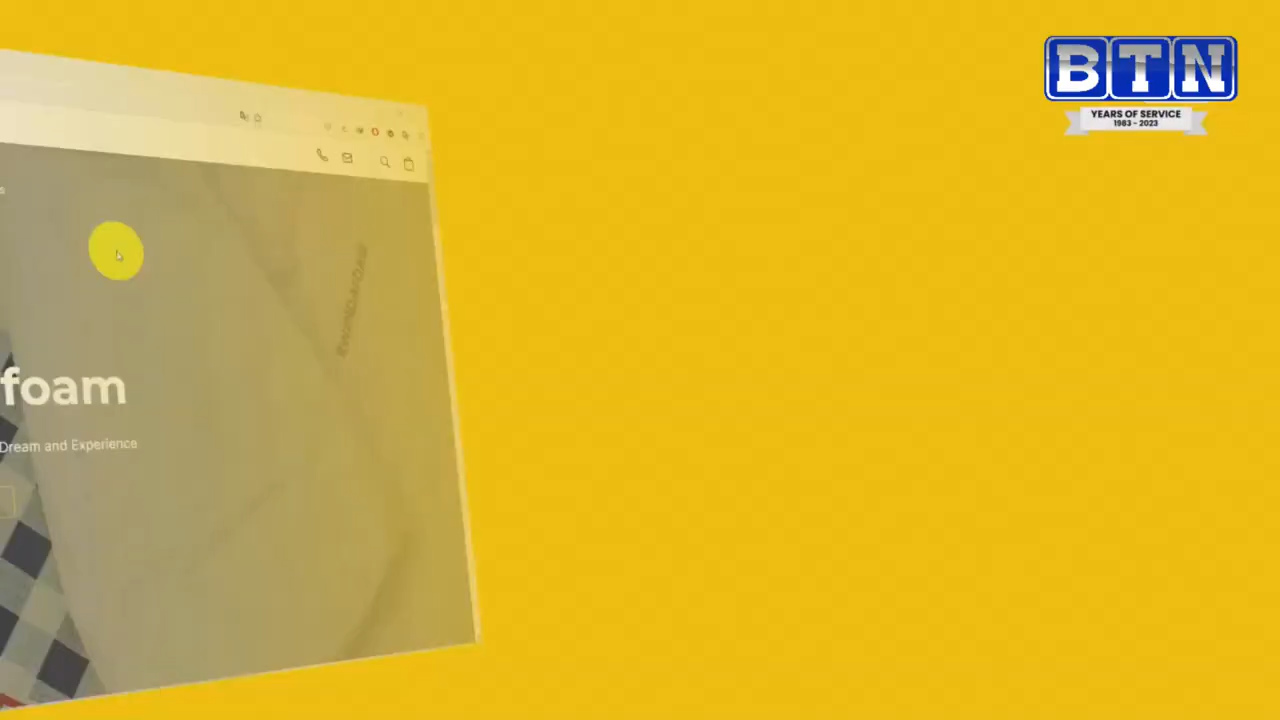 BTN
YEARS OF SERVICE
1983 - 2023
foam
Dream and Experience